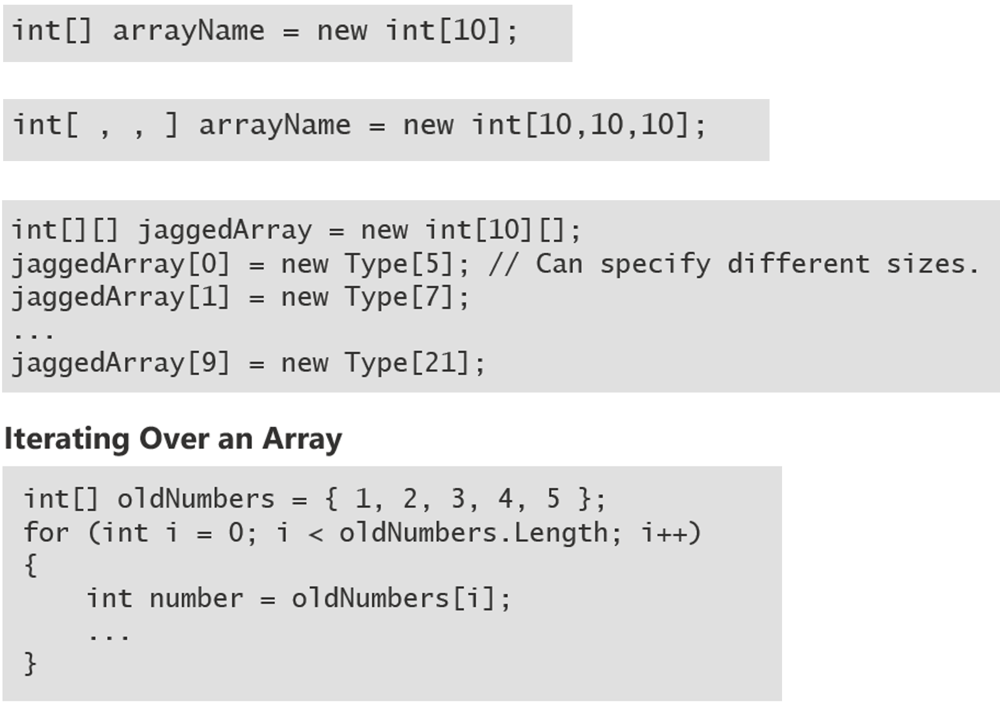 int[] arrayName = new int[10];
int[ , , ] arrayName = new int[10,10,10];
int[][] jaggedArray = new int[10][];
jaggedArray[0] = new Type[5]; // Can specify different sizes.
jaggedArray[1] = new Type[7];
...
jaggedArray[9] = new Type[21];
Iterating Over an Array
int[] oldNumbers = { 1, 2, 3, 4, 5 };
for (int i = 0; i < oldNumbers.Length; i++)
{
    int number = oldNumbers[i];
    ...
}